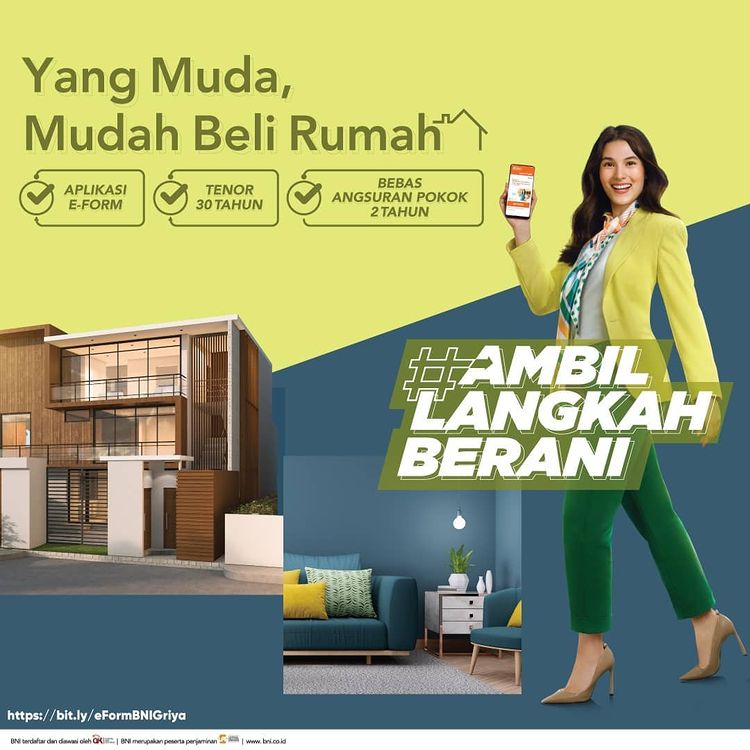 Yang Muda,
Mudah Beli Rumah
APLIKASI
E-FORM
TENOR
30 TAHUN
BEBAS
ANGSURAN POKOK
2 TAHUN
#AMBIL
LANGKAH
BERANI
https://bit.ly/eFormBNIGriya
BNI terdaftar dan diawasi oleh OJK | BNI merupakan peserta penjaminan | www.bni.co.id